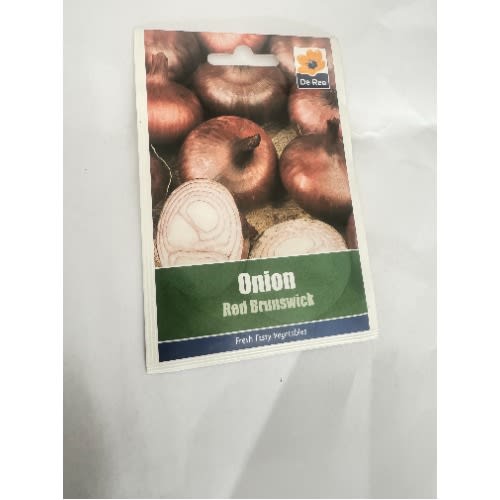 De Ree
Onion
Red Brunswick
Fresh Tasty Vegetables